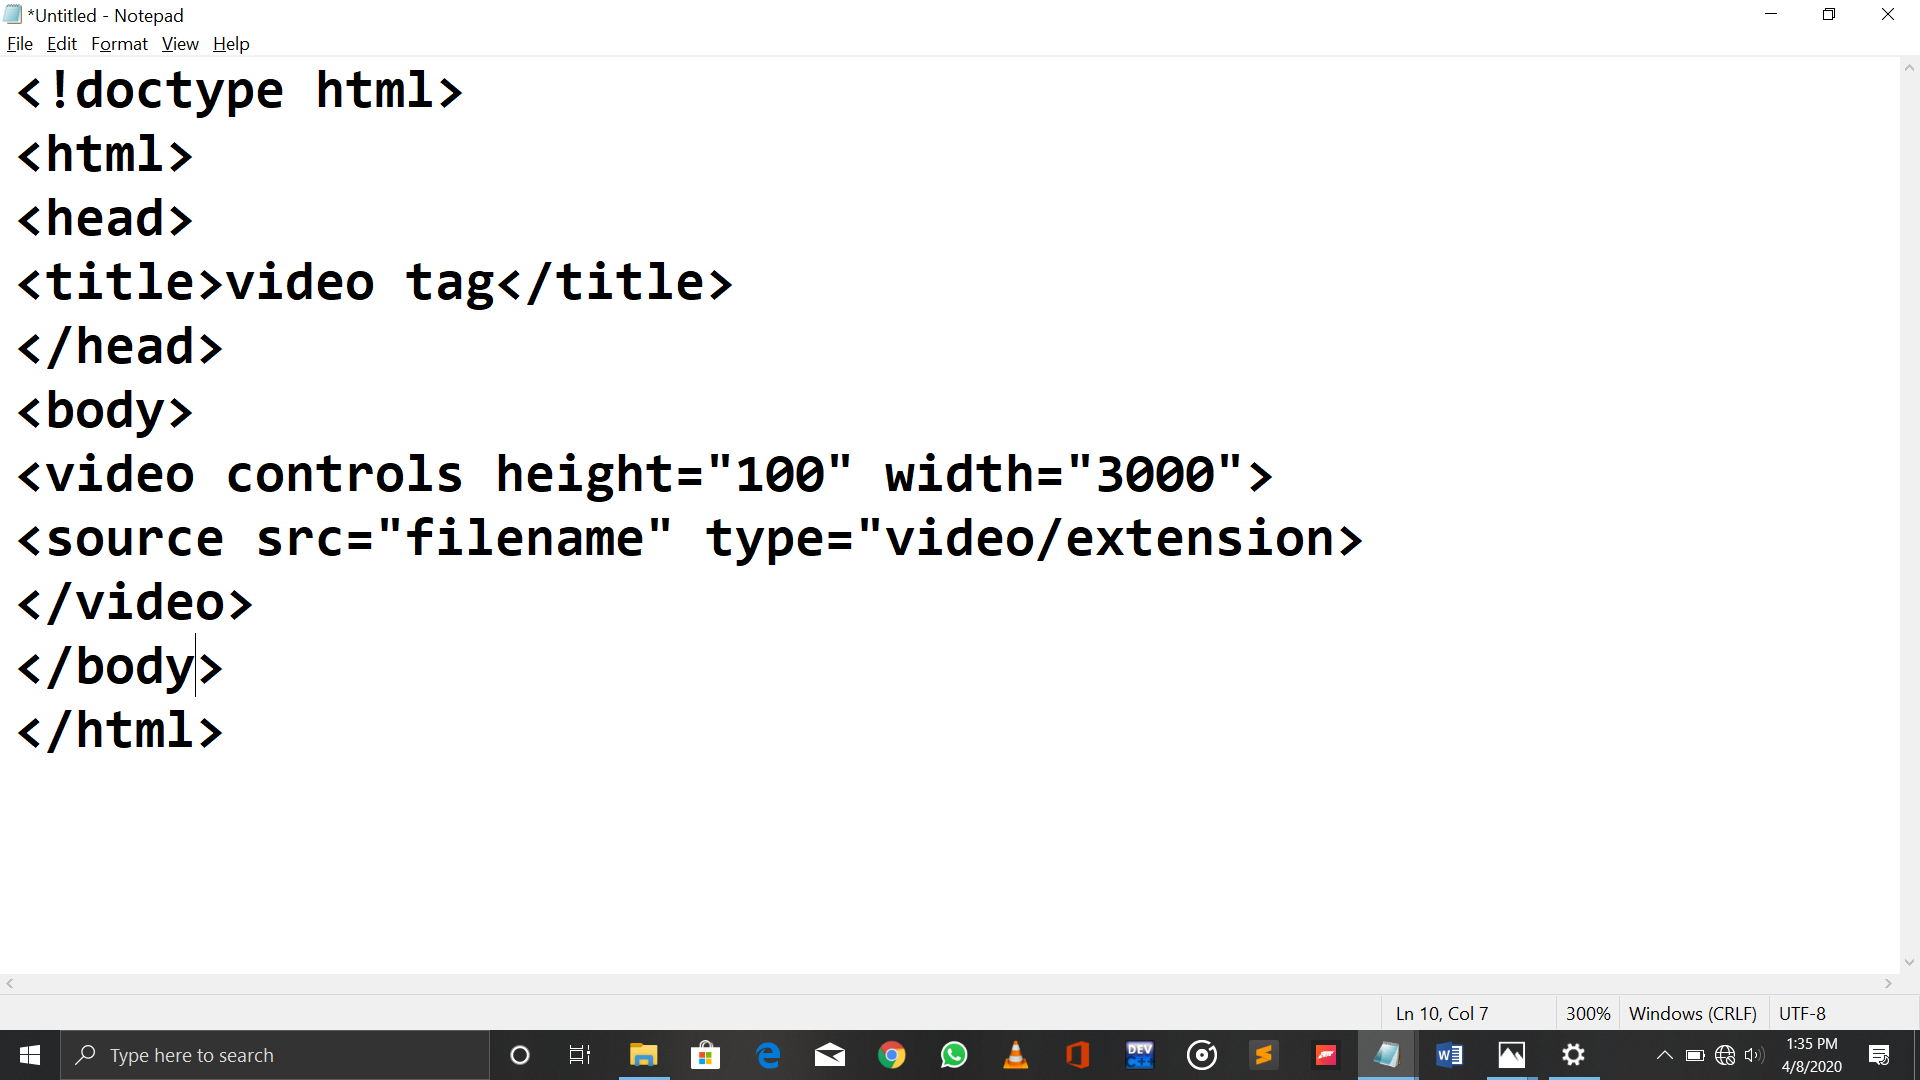 *Untitled - Notepad
File Edit Format View Help
<!doctype html>
<html>
<head>
<title>video tag</title>
</head>
<body>
<video controls height="100" width="3000">
<source src="filename" type="video/extension>
</video>
</body>
</html>
Ln 10, Col 7 300% Windows (CRLF) UTF-8
Type here to search
DEV C++
1:35 PM
4/8/2020